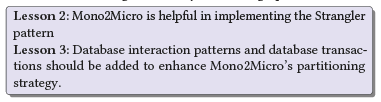 Lesson 2: Mono2Micro is helpful in implementing the Strangler
pattern
Lesson 3: Database interaction patterns and database transac-
tions should be added to enhance Mono2Micro's partitioning
strategy.